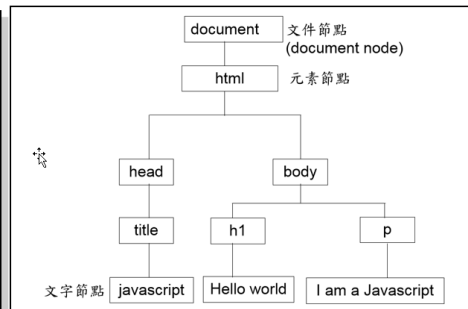 document 文件節點
(document node)
html 元素節點
head body
title h1 p
文字節點 javascript Hello world I am a Javascript